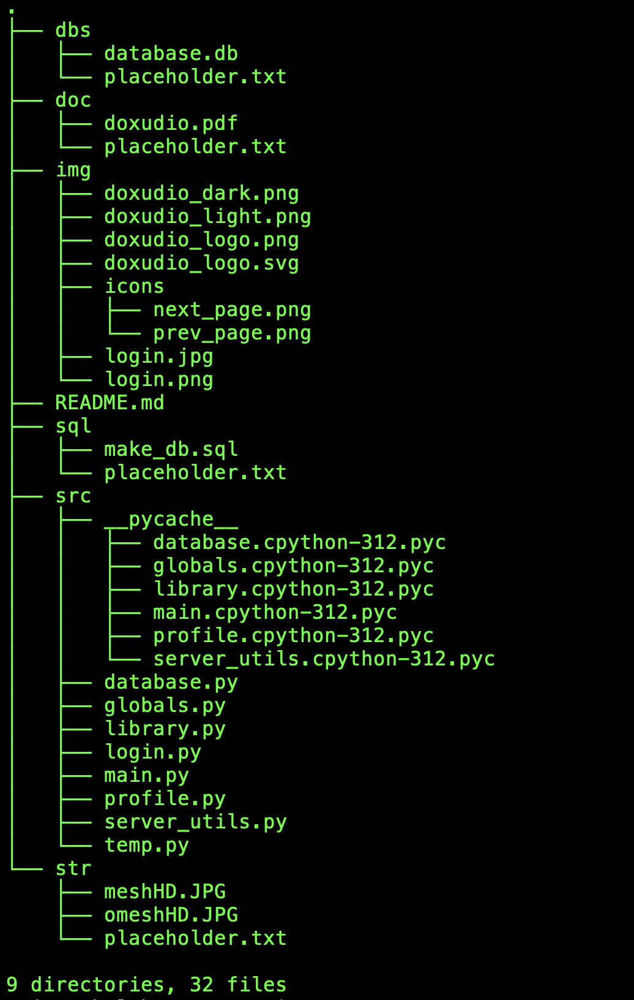 .
├── dbs
│   ├── database.db
│   └── placeholder.txt
├── doc
│   ├── doxudio.pdf
│   └── placeholder.txt
├── img
│   ├── doxudio_dark.png
│   ├── doxudio_light.png
│   ├── doxudio_logo.png
│   ├── doxudio_logo.svg
│   ├── icons
│   │   ├── next_page.png
│   │   └── prev_page.png
│   ├── login.jpg
│   └── login.png
├── README.md
├── sql
│   ├── make_db.sql
│   └── placeholder.txt
├── src
│   ├── __pycache__
│   │   ├── database.cpython-312.pyc
│   │   ├── globals.cpython-312.pyc
│   │   ├── library.cpython-312.pyc
│   │   ├── main.cpython-312.pyc
│   │   ├── profile.cpython-312.pyc
│   │   └── server_utils.cpython-312.pyc
│   ├── database.py
│   ├── globals.py
│   ├── library.py
│   ├── login.py
│   ├── main.py
│   ├── profile.py
│   ├── server_utils.py
│   └── temp.py
└── str
    ├── meshHD.JPG
    ├── omeshHD.JPG
    └── placeholder.txt

9 directories, 32 files